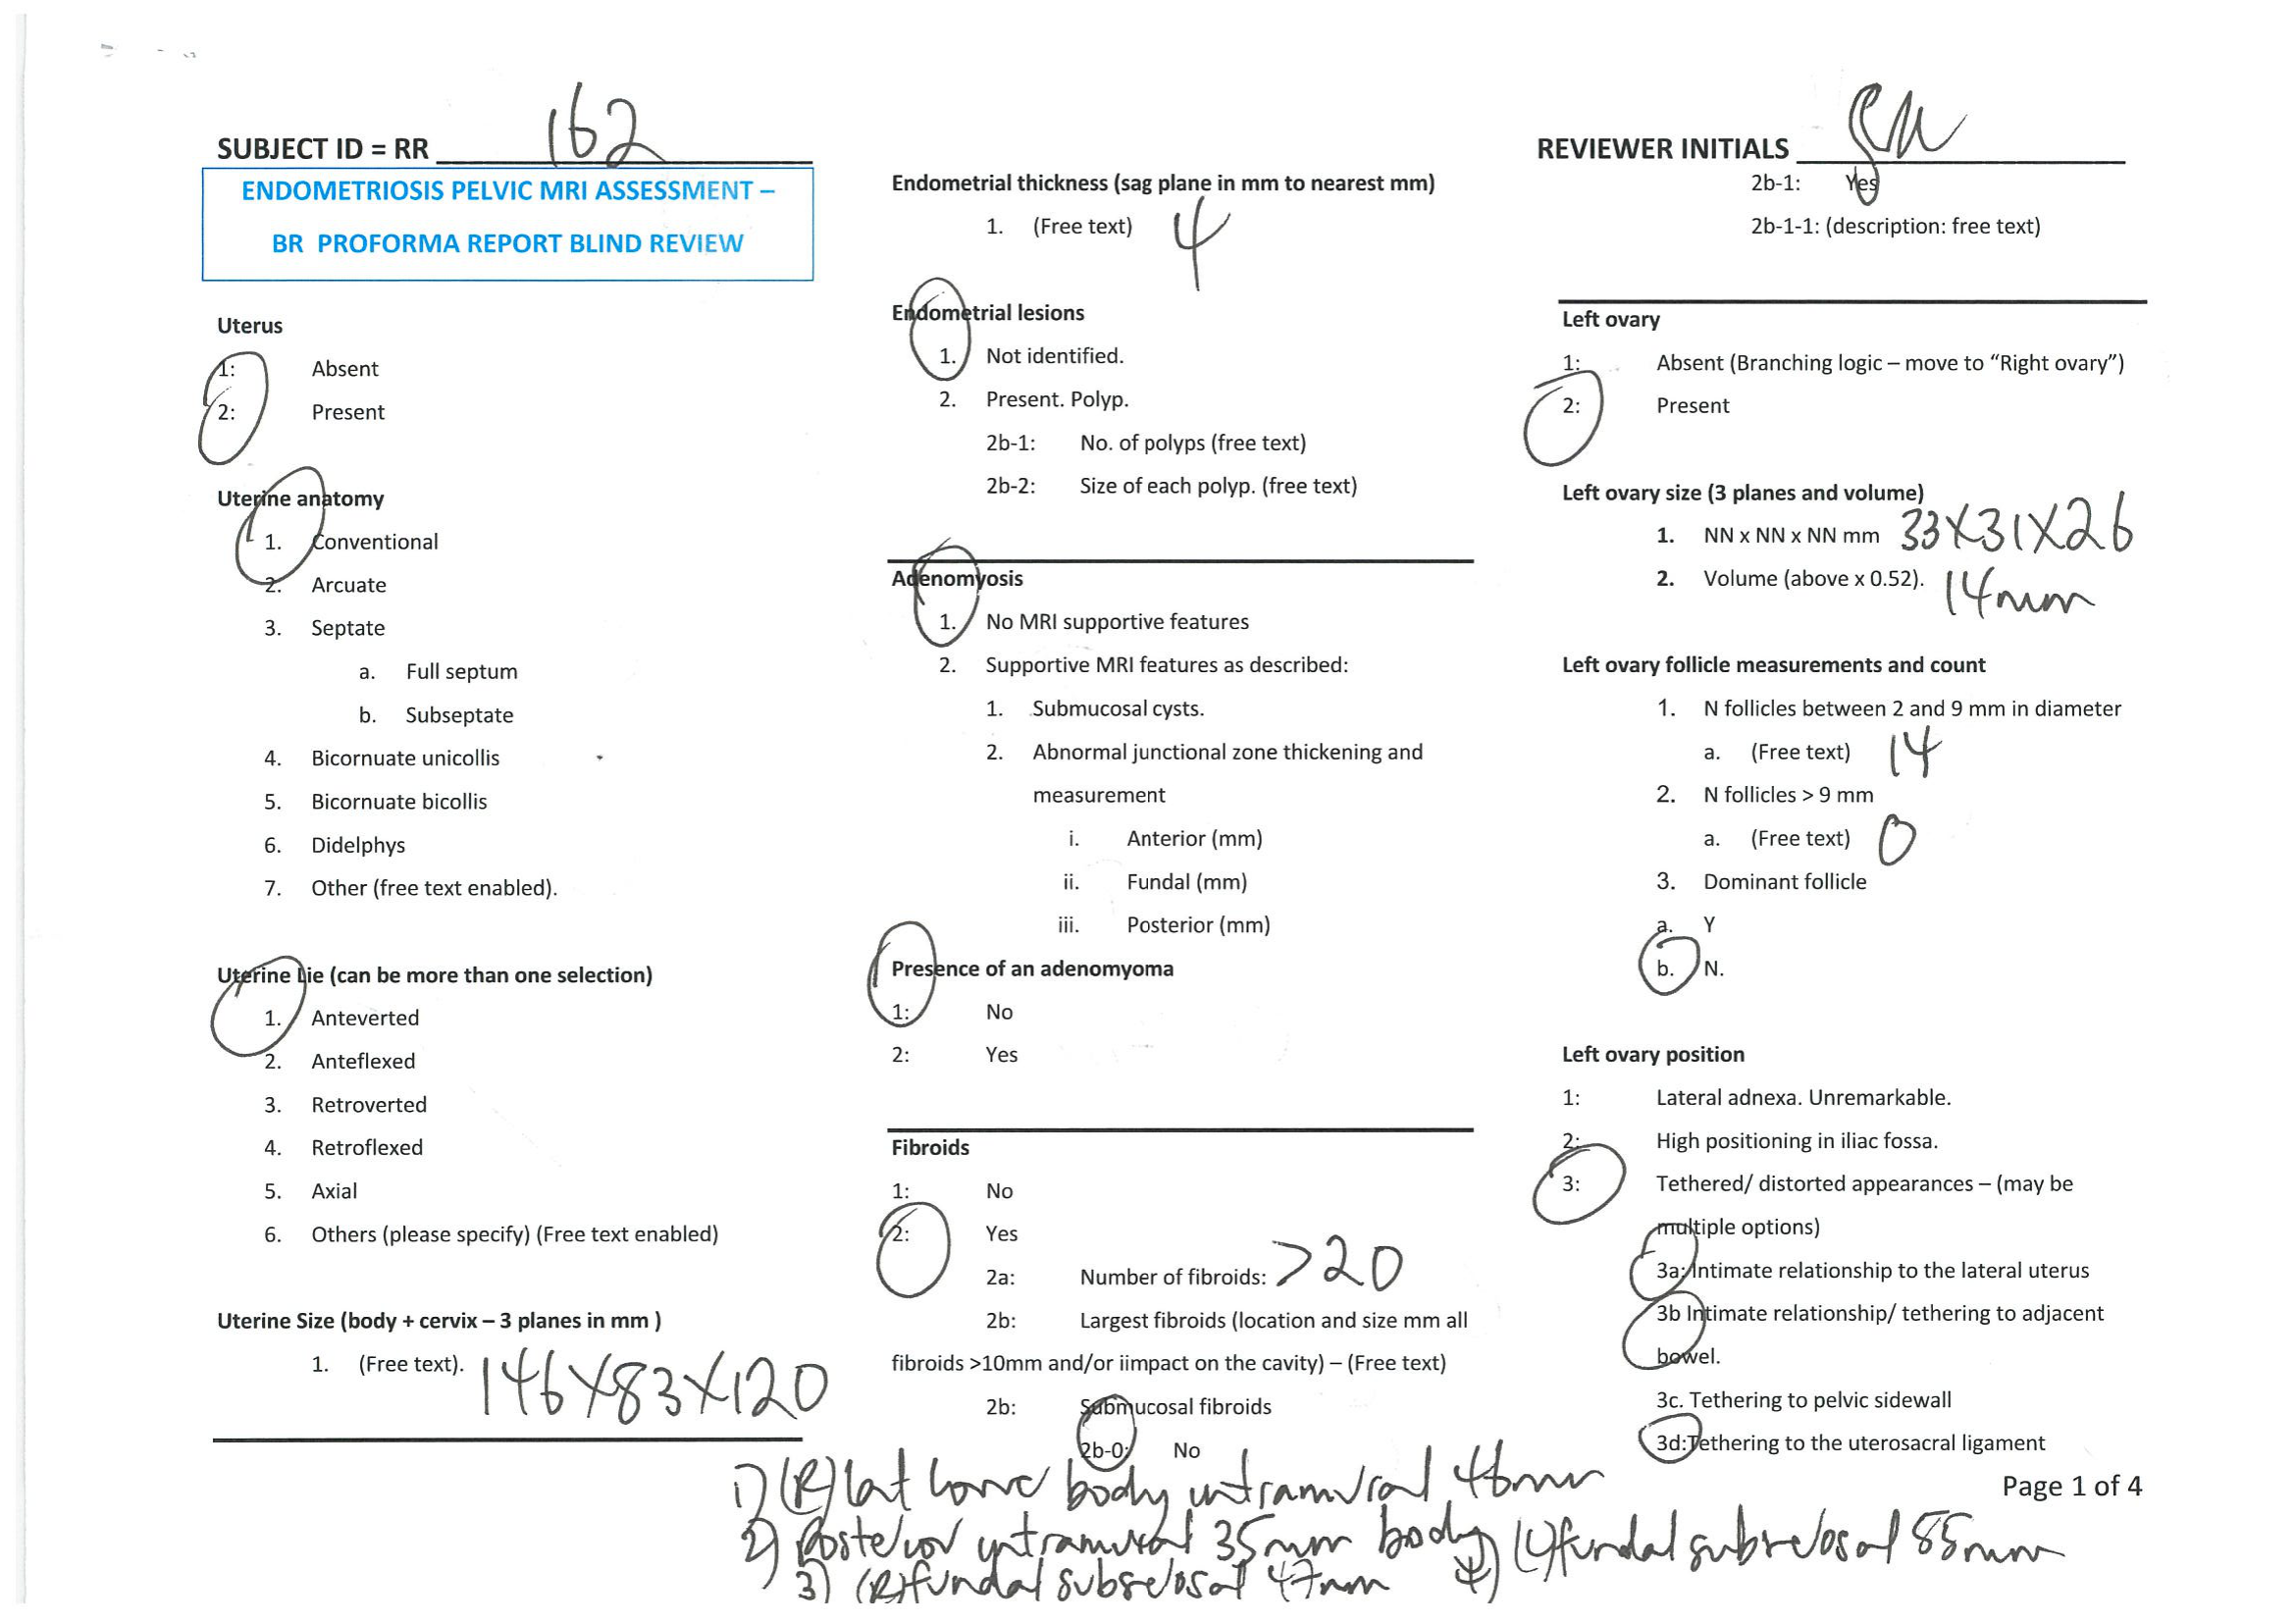 SUBJECT ID = RR 162
ENDOMETRIOSIS PELVIC MRI ASSESSMENT –
BR PROFORMA REPORT BLIND REVIEW
Uterus
1: Absent
2: Present
Uterine anatomy
1. Conventional
2. Arcuate
3. Septate
a. Full septum
b. Subseptate
4. Bicornuate unicollis
5. Bicornuate bicollis
6. Didelphys
7. Other (free text enabled).
Uterine Lie (can be more than one selection)
1. Anteverted
2. Anteflexed
3. Retroverted
4. Retroflexed
5. Axial
6. Others (please specify) (Free text enabled)
Uterine Size (body + cervix – 3 planes in mm )
1. (Free text). 146X83X120
Endometrial thickness (sag plane in mm to nearest mm)
1. (Free text) 4
Endometrial lesions
1. Not identified.
2. Present. Polyp.
2b-1: No. of polyps (free text)
2b-2: Size of each polyp. (free text)
Adenomyosis
1. No MRI supportive features
2. Supportive MRI features as described:
1. Submucosal cysts.
2. Abnormal junctional zone thickening and
measurement
i. Anterior (mm)
ii. Fundal (mm)
iii. Posterior (mm)
Presence of an adenomyoma
1: No
2: Yes
Fibroids
1: No
2: Yes
2a: Number of fibroids: >20
2b: Largest fibroids (location and size mm all
fibroids >10mm and/or iimpact on the cavity) – (Free text)
2b: Submucosal fibroids
2b-0: No
1) (R) lat body intramural 46mm
2) Posterior intramural 35mm body
3) (R) fundal subserosal 47mm
4) (L) fundal subserosal mm
REVIEWER INITIALS
2b-1: Yes
2b-1-1: (description: free text)
Left ovary
1: Absent (Branching logic – move to “Right ovary”)
2: Present
Left ovary size (3 planes and volume)
1. NN x NN x NN mm 33X31X26
2. Volume (above x 0.52). 14mm
Left ovary follicle measurements and count
1. N follicles between 2 and 9 mm in diameter
a. (Free text) 14
2. N follicles > 9 mm
a. (Free text) 0
3. Dominant follicle
a. Y
b. N.
Left ovary position
1: Lateral adnexa. Unremarkable.
2: High positioning in iliac fossa.
3: Tethered/ distorted appearances – (may be
multiple options)
3a: Intimate relationship to the lateral uterus
3b Intimate relationship/ tethering to adjacent
bowel.
3c. Tethering to pelvic sidewall
3d:Tethering to the uterosacral ligament
Page 1 of 4